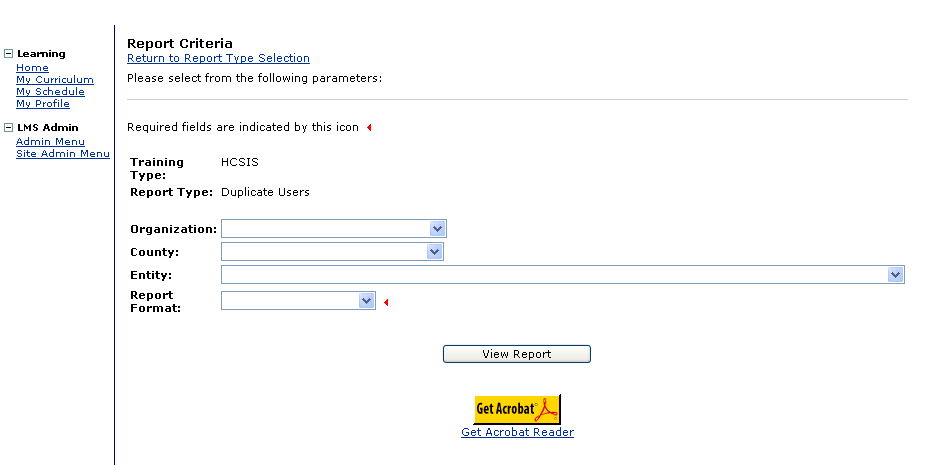 Learning
Home
My Curriculum
My Schedule
My Profile
LMS Admin
Admin Menu
Site Admin Menu
Report Criteria
Return to Report Type Selection
Please select from the following parameters:
Required fields are indicated by this icon
Training
Type:
HCSIS
Report Type: Duplicate Users
Organization:
County:
Entity:
Report
Format:
View Report
Get Acrobat
Get Acrobat Reader